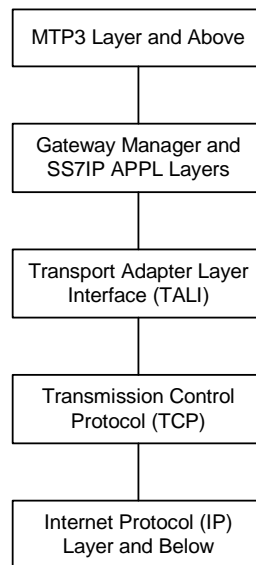 MTP3 Layer and Above
Gateway Manager and
SS7IP APPL Layers
Transport Adapter Layer
Interface (TALI)
Transmission Control
Protocol (TCP)
Internet Protocol (IP)
Layer and Below